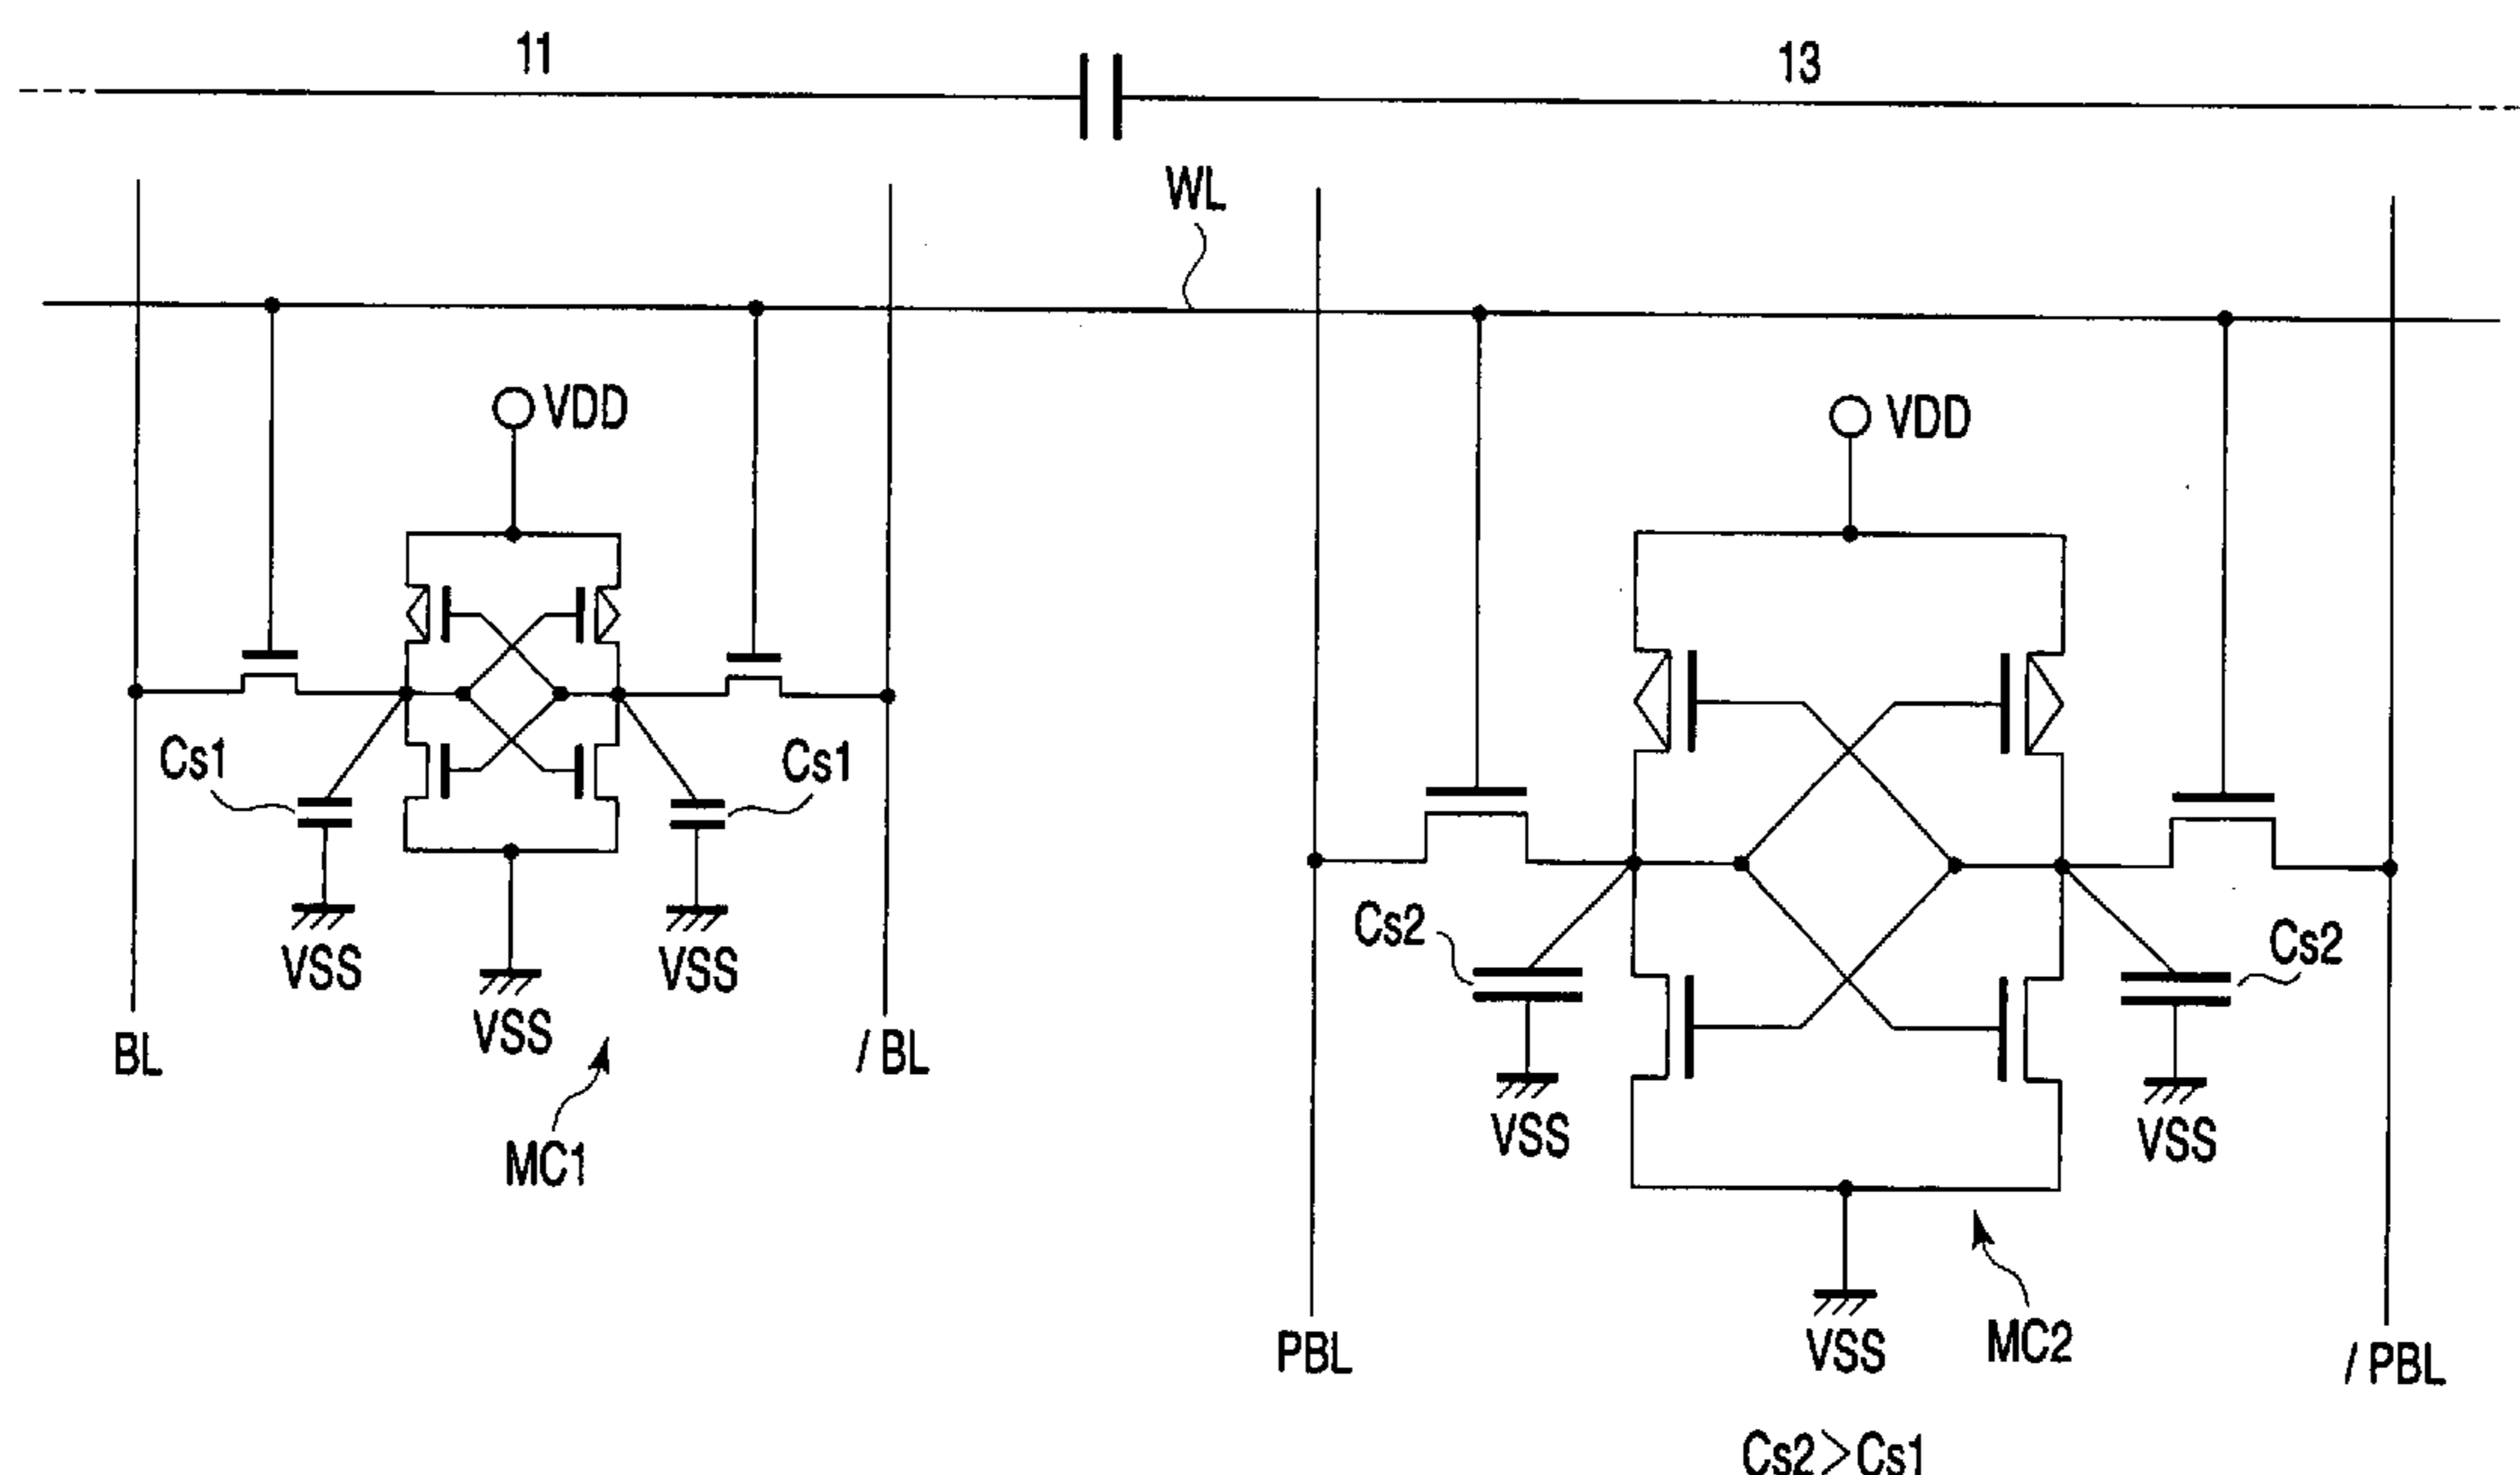 11
13
WL
VDD
VDD
Cs1
Cs1
Cs2
Cs2
VSS
VSS
VSS
BL
/ BL
MC1
VSS
VSS
PBL
VSS
MC2
/ PBL
Cs2>Cs1